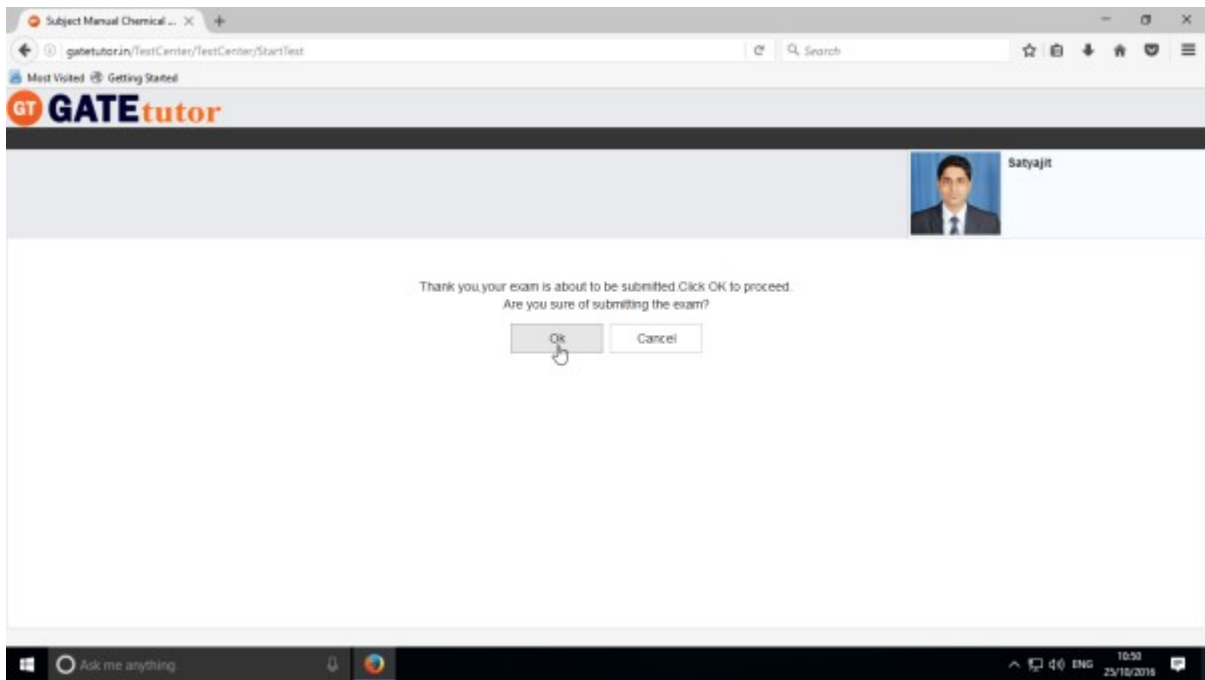 Subject Manual Chemical ...
gatetutor.in/TestCenter/TestCenter/StartTest
Search
Most Visited Getting Started
GT GATEtutor
Satyajit
Thank you,your exam is about to be submitted.Click OK to proceed.
Are you sure of submitting the exam?
Ok Cancel
Ask me anything
ENG
10:50
25/10/2016